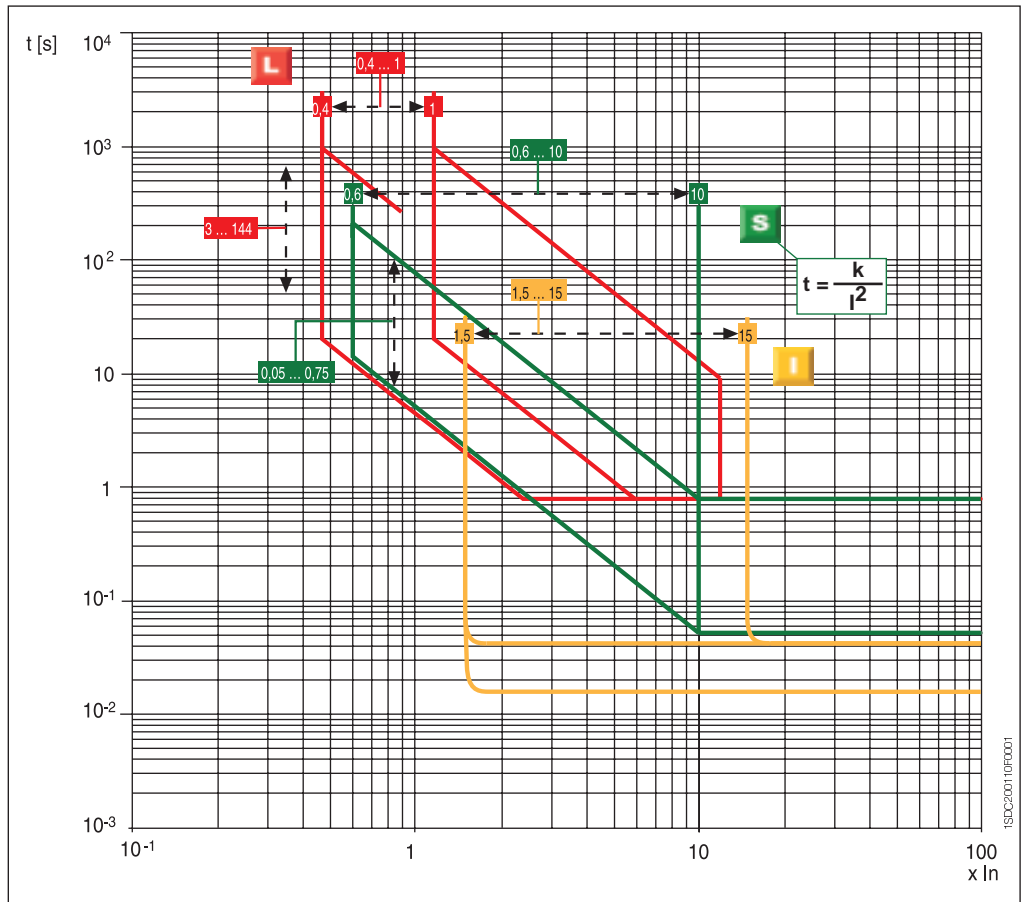 t [s]
10⁴
L
0,4 ... 1
0,4
1
10³
0,6 ... 10
0,6
10
S
3 ... 144
t = k / I²
10²
1,5 ... 15
1,5
15
I
10
0,05 ... 0,75
1
10⁻¹
10⁻²
10⁻³
10⁻¹
1
10
100
x In
1SDC200110F0001